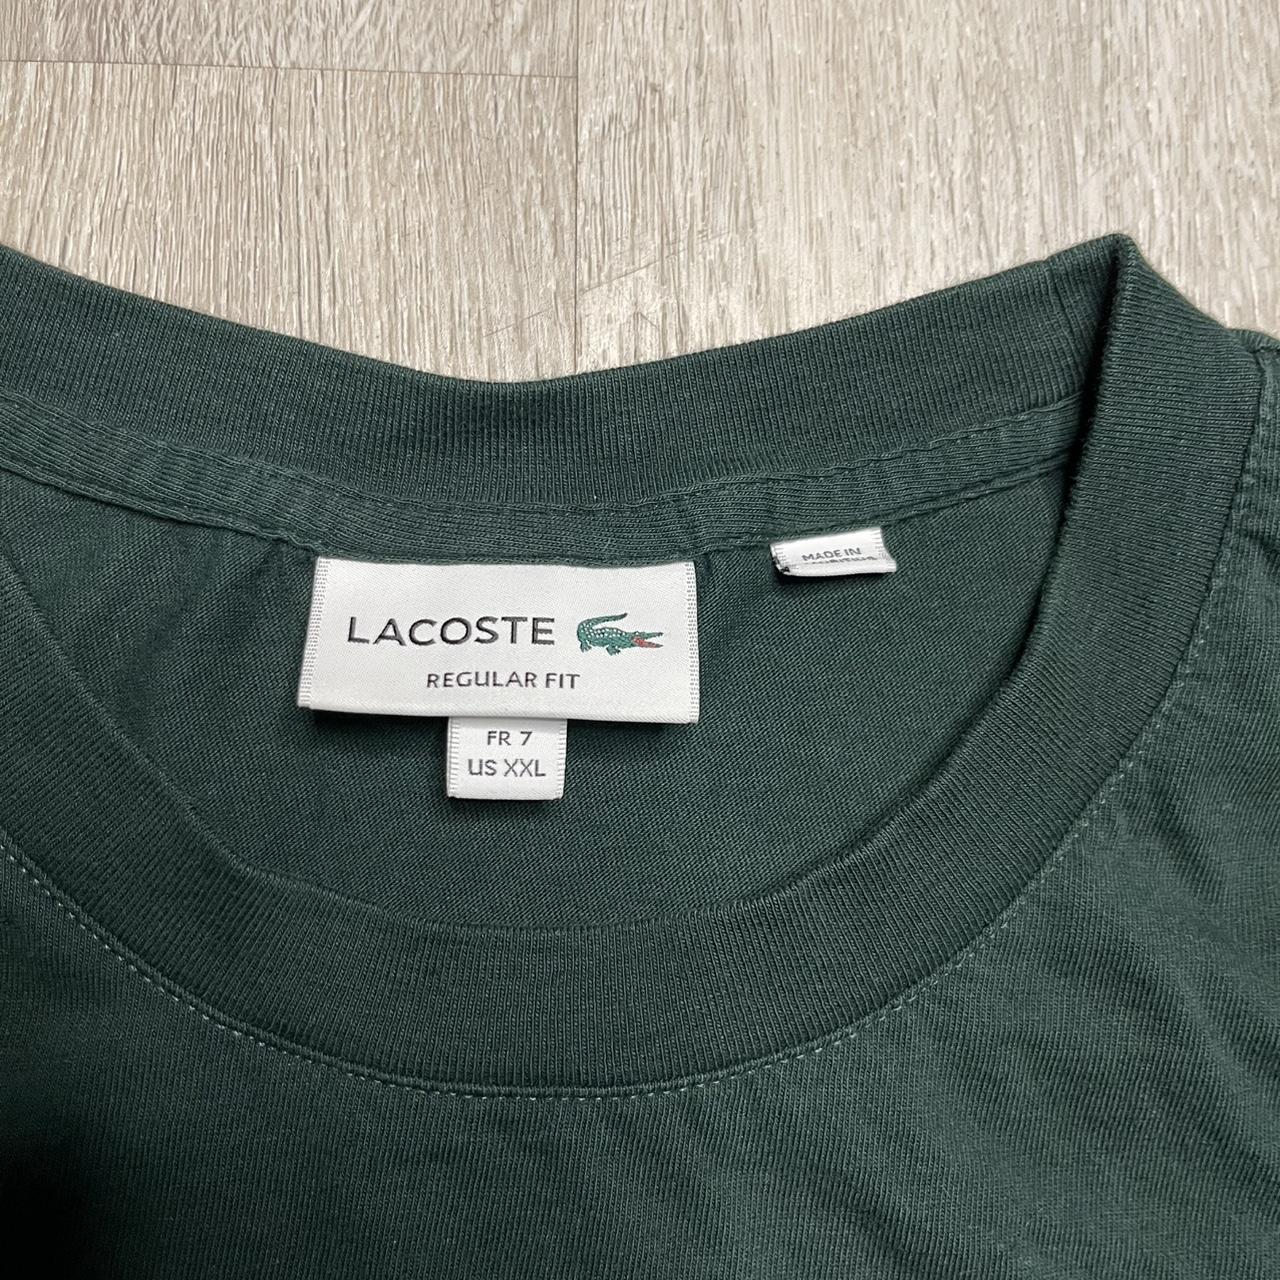 LACOSTE
REGULAR FIT
FR 7
US XXL
MADE IN